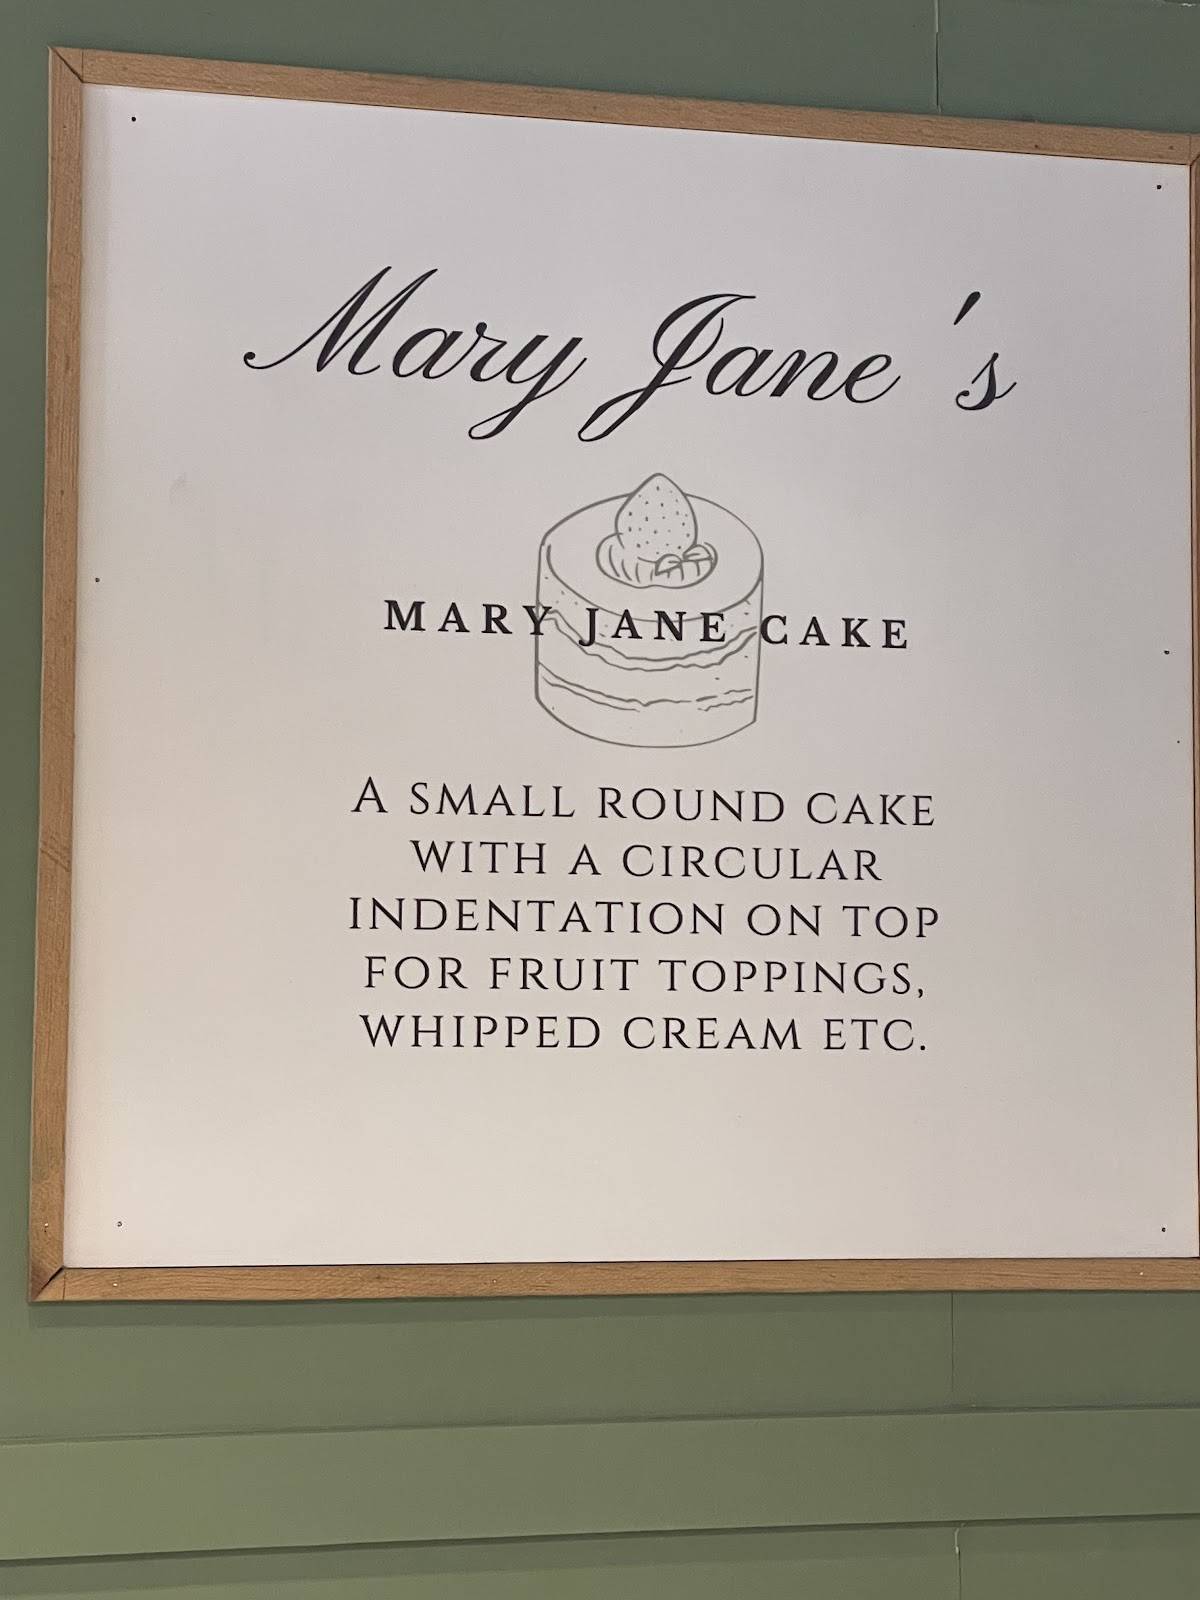 Mary Jane's
MARY JANE CAKE
A SMALL ROUND CAKE
WITH A CIRCULAR
INDENTATION ON TOP
FOR FRUIT TOPPINGS,
WHIPPED CREAM ETC.